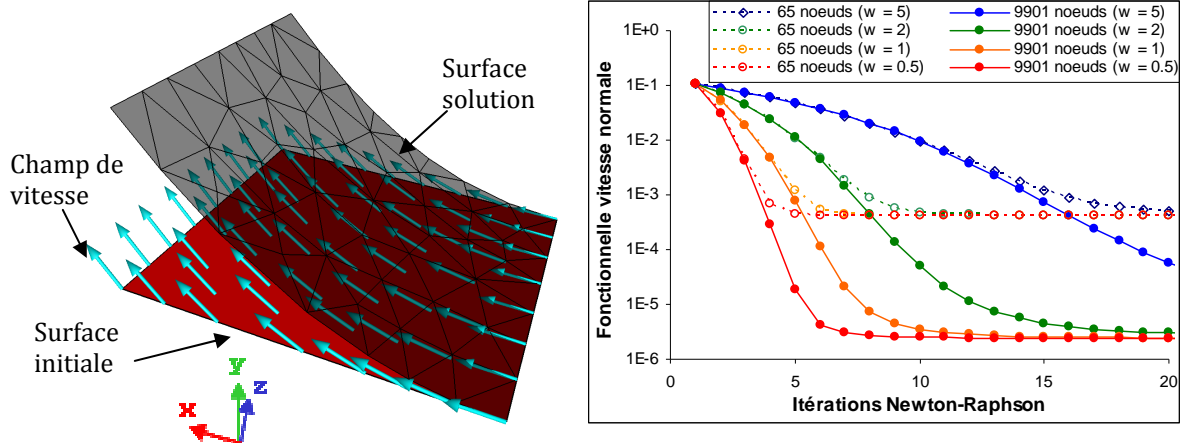 Surface
solution
Champ de
vitesse
Surface
initiale
Y
Z
X
65 noeuds (w = 5)
65 noeuds (w = 2)
65 noeuds (w = 1)
65 noeuds (w = 0.5)
9901 noeuds (w = 5)
9901 noeuds (w = 2)
9901 noeuds (w = 1)
9901 noeuds (w = 0.5)
Fonctionnelle vitesse normale
1E+0
1E-1
1E-2
1E-3
1E-4
1E-5
1E-6
0 5 10 15 20
Itérations Newton-Raphson